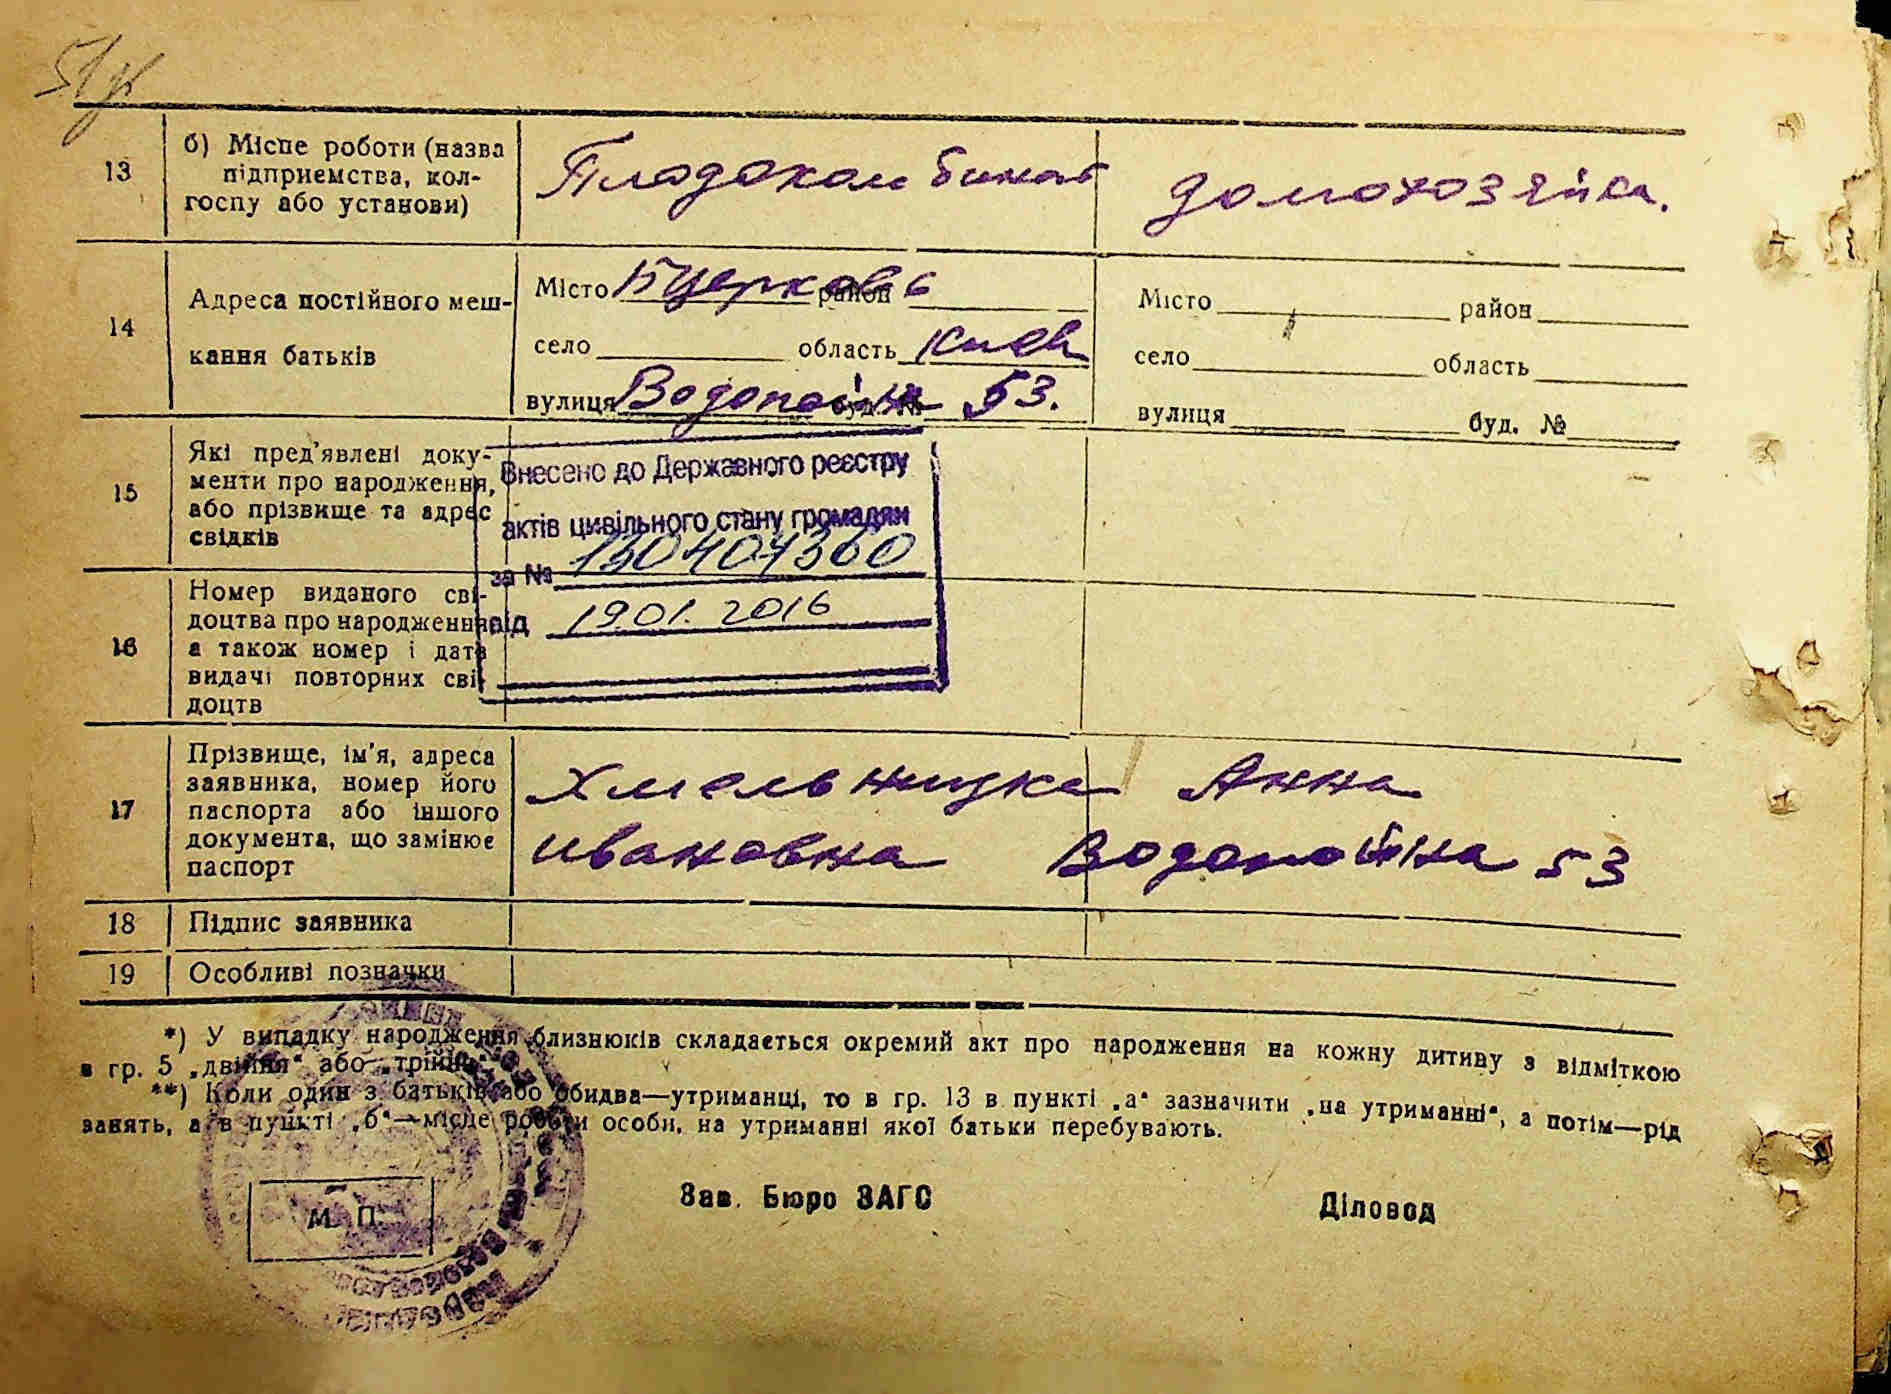 13
б) Місце роботи (назва
підприємства, кол-
госпу або установи)
Плодокомбинат
домохозяйка.
14
Адреса постійного меш-
кання батьків
Місто БЦерковь район
село область Киев
вулиця Водопойна буд. № 53.
Місто район
село область
вулиця буд. №
15
Які пред'явлені доку-
менти про народження,
або прізвище та адрес
свідків
Внесено до Державного реєстру
актів цивільного стану громадян
за № 130404360
від 19.01.2016
16
Номер виданого сві-
доцтва про народження
а також номер і дата
видачі повторних сві-
доцтв
17
Прізвище, ім'я, адреса
заявника, номер його
паспорта або іншого
документа, що замінює
паспорт
Хмельницка Анна
Ивановна Водопойна 53
18 Підпис заявника
19 Особливі позначки
*) У випадку народження близнюків складається окремий акт про народження на кожну дитину з відміткою
в гр. 5 „двійня“ або „трійня“.
**) Коли один з батьків або обидва—утриманці, то в гр. 13 в пункті „а“ зазначити „на утриманні“, а потім—рід
занять, а в пункті „б“—місце роботи особи, на утриманні якої батьки перебувають.
Зав. Бюро ЗАГС
Діловод
М. П.